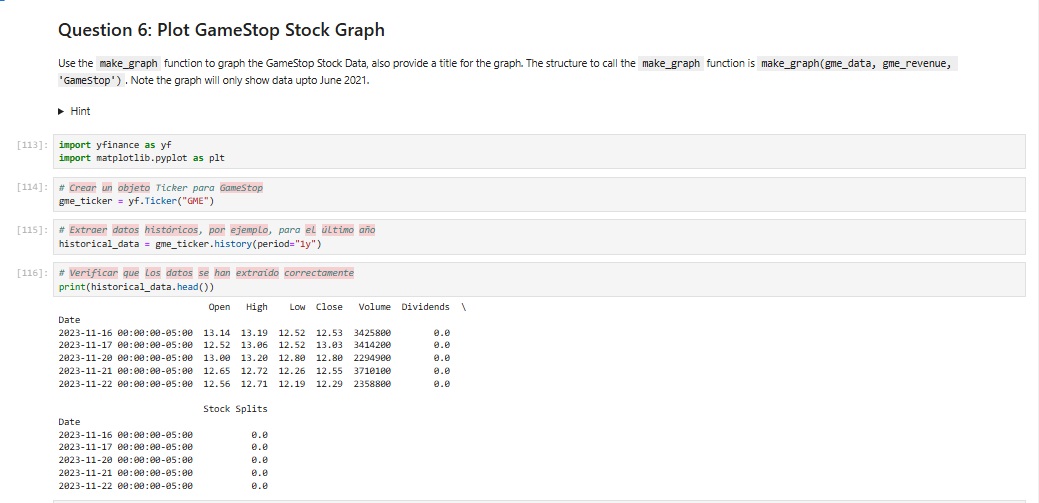 Question 6: Plot GameStop Stock Graph
Use the make_graph function to graph the GameStop Stock Data, also provide a title for the graph. The structure to call the make_graph function is make_graph(gme_data, gme_revenue,
'GameStop') . Note the graph will only show data upto June 2021.
▶ Hint
[113]: import yfinance as yf
import matplotlib.pyplot as plt
[114]: # Crear un objeto Ticker para GameStop
gme_ticker = yf.Ticker("GME")
[115]: # Extraer datos históricos, por ejemplo, para el último año
historical_data = gme_ticker.history(period="1y")
[116]: # Verificar que los datos se han extraído correctamente
print(historical_data.head())
Open High Low Close Volume Dividends \
Date
2023-11-16 00:00:00-05:00 13.14 13.19 12.52 12.53 3425800 0.0
2023-11-17 00:00:00-05:00 12.52 13.06 12.52 13.03 3414200 0.0
2023-11-20 00:00:00-05:00 13.00 13.20 12.80 12.80 2294900 0.0
2023-11-21 00:00:00-05:00 12.65 12.72 12.26 12.55 3710100 0.0
2023-11-22 00:00:00-05:00 12.56 12.71 12.19 12.29 2358800 0.0
Stock Splits
Date
2023-11-16 00:00:00-05:00 0.0
2023-11-17 00:00:00-05:00 0.0
2023-11-20 00:00:00-05:00 0.0
2023-11-21 00:00:00-05:00 0.0
2023-11-22 00:00:00-05:00 0.0